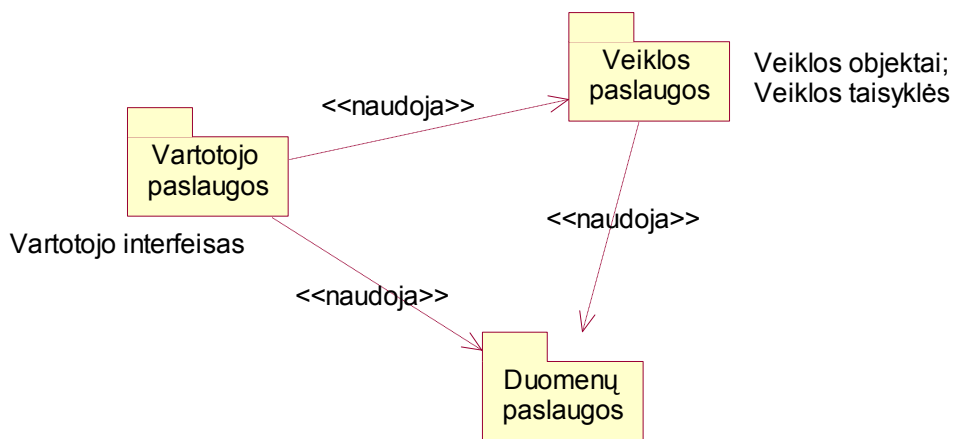 Veiklos
paslaugos
Veiklos objektai;
Veiklos taisyklės
<<naudoja>>
Vartotojo
paslaugos
<<naudoja>>
Vartotojo interfeisas
<<naudoja>>
Duomenų
paslaugos